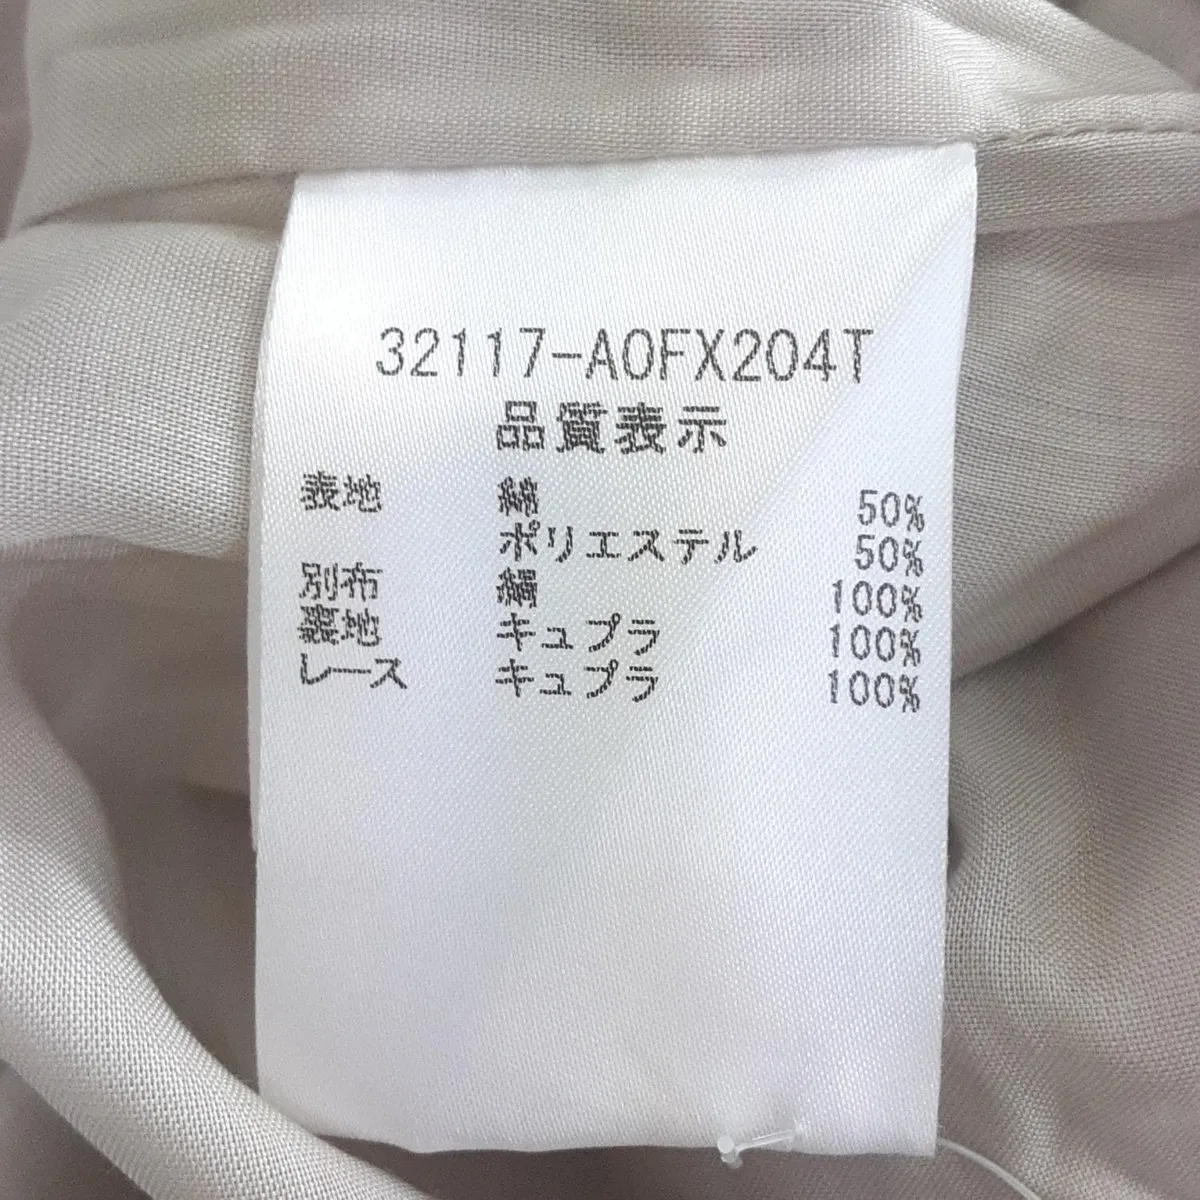 32117-A0FX204T
品質表示
表地 綿 50%
ポリエステル 50%
別布 絹 100%
裏地 キュプラ 100%
レース キュプラ 100%